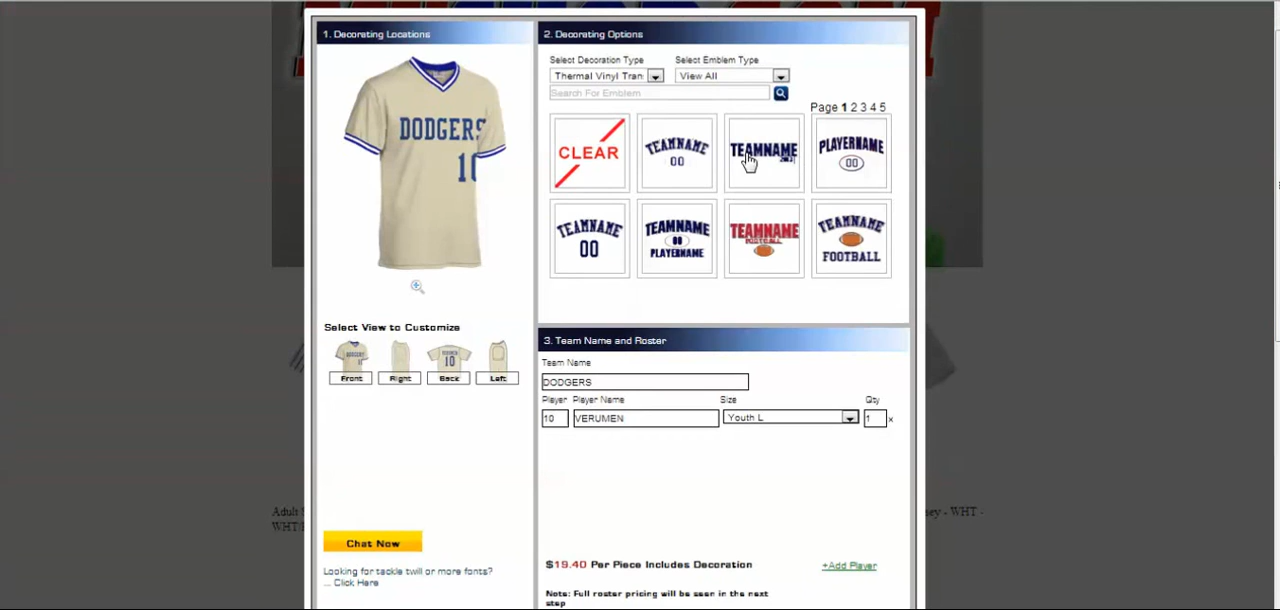 1. Decorating Locations
DODGERS
10
Select View to Customize
Front
Right
Back
Left
Chat Now
Looking for tackle twill or more fonts?
... Click Here
2. Decorating Options
Select Decoration Type
Select Emblem Type
Thermal Vinyl Tran
View All
Search For Emblem
Page 1 2 3 4 5
CLEAR
TEAMNAME
00
TEAMNAME
PLAYERNAME
00
TEAMNAME
00
TEAMNAME
00
PLAYERNAME
TEAMNAME
FOOTBALL
TEAMNAME
FOOTBALL
3. Team Name and Roster
Team Name
DODGERS
Player
Player Name
Size
Qty
10
VERUMEN
Youth L
1
x
$19.40 Per Piece Includes Decoration
+Add Player
Note: Full roster pricing will be seen in the next
step